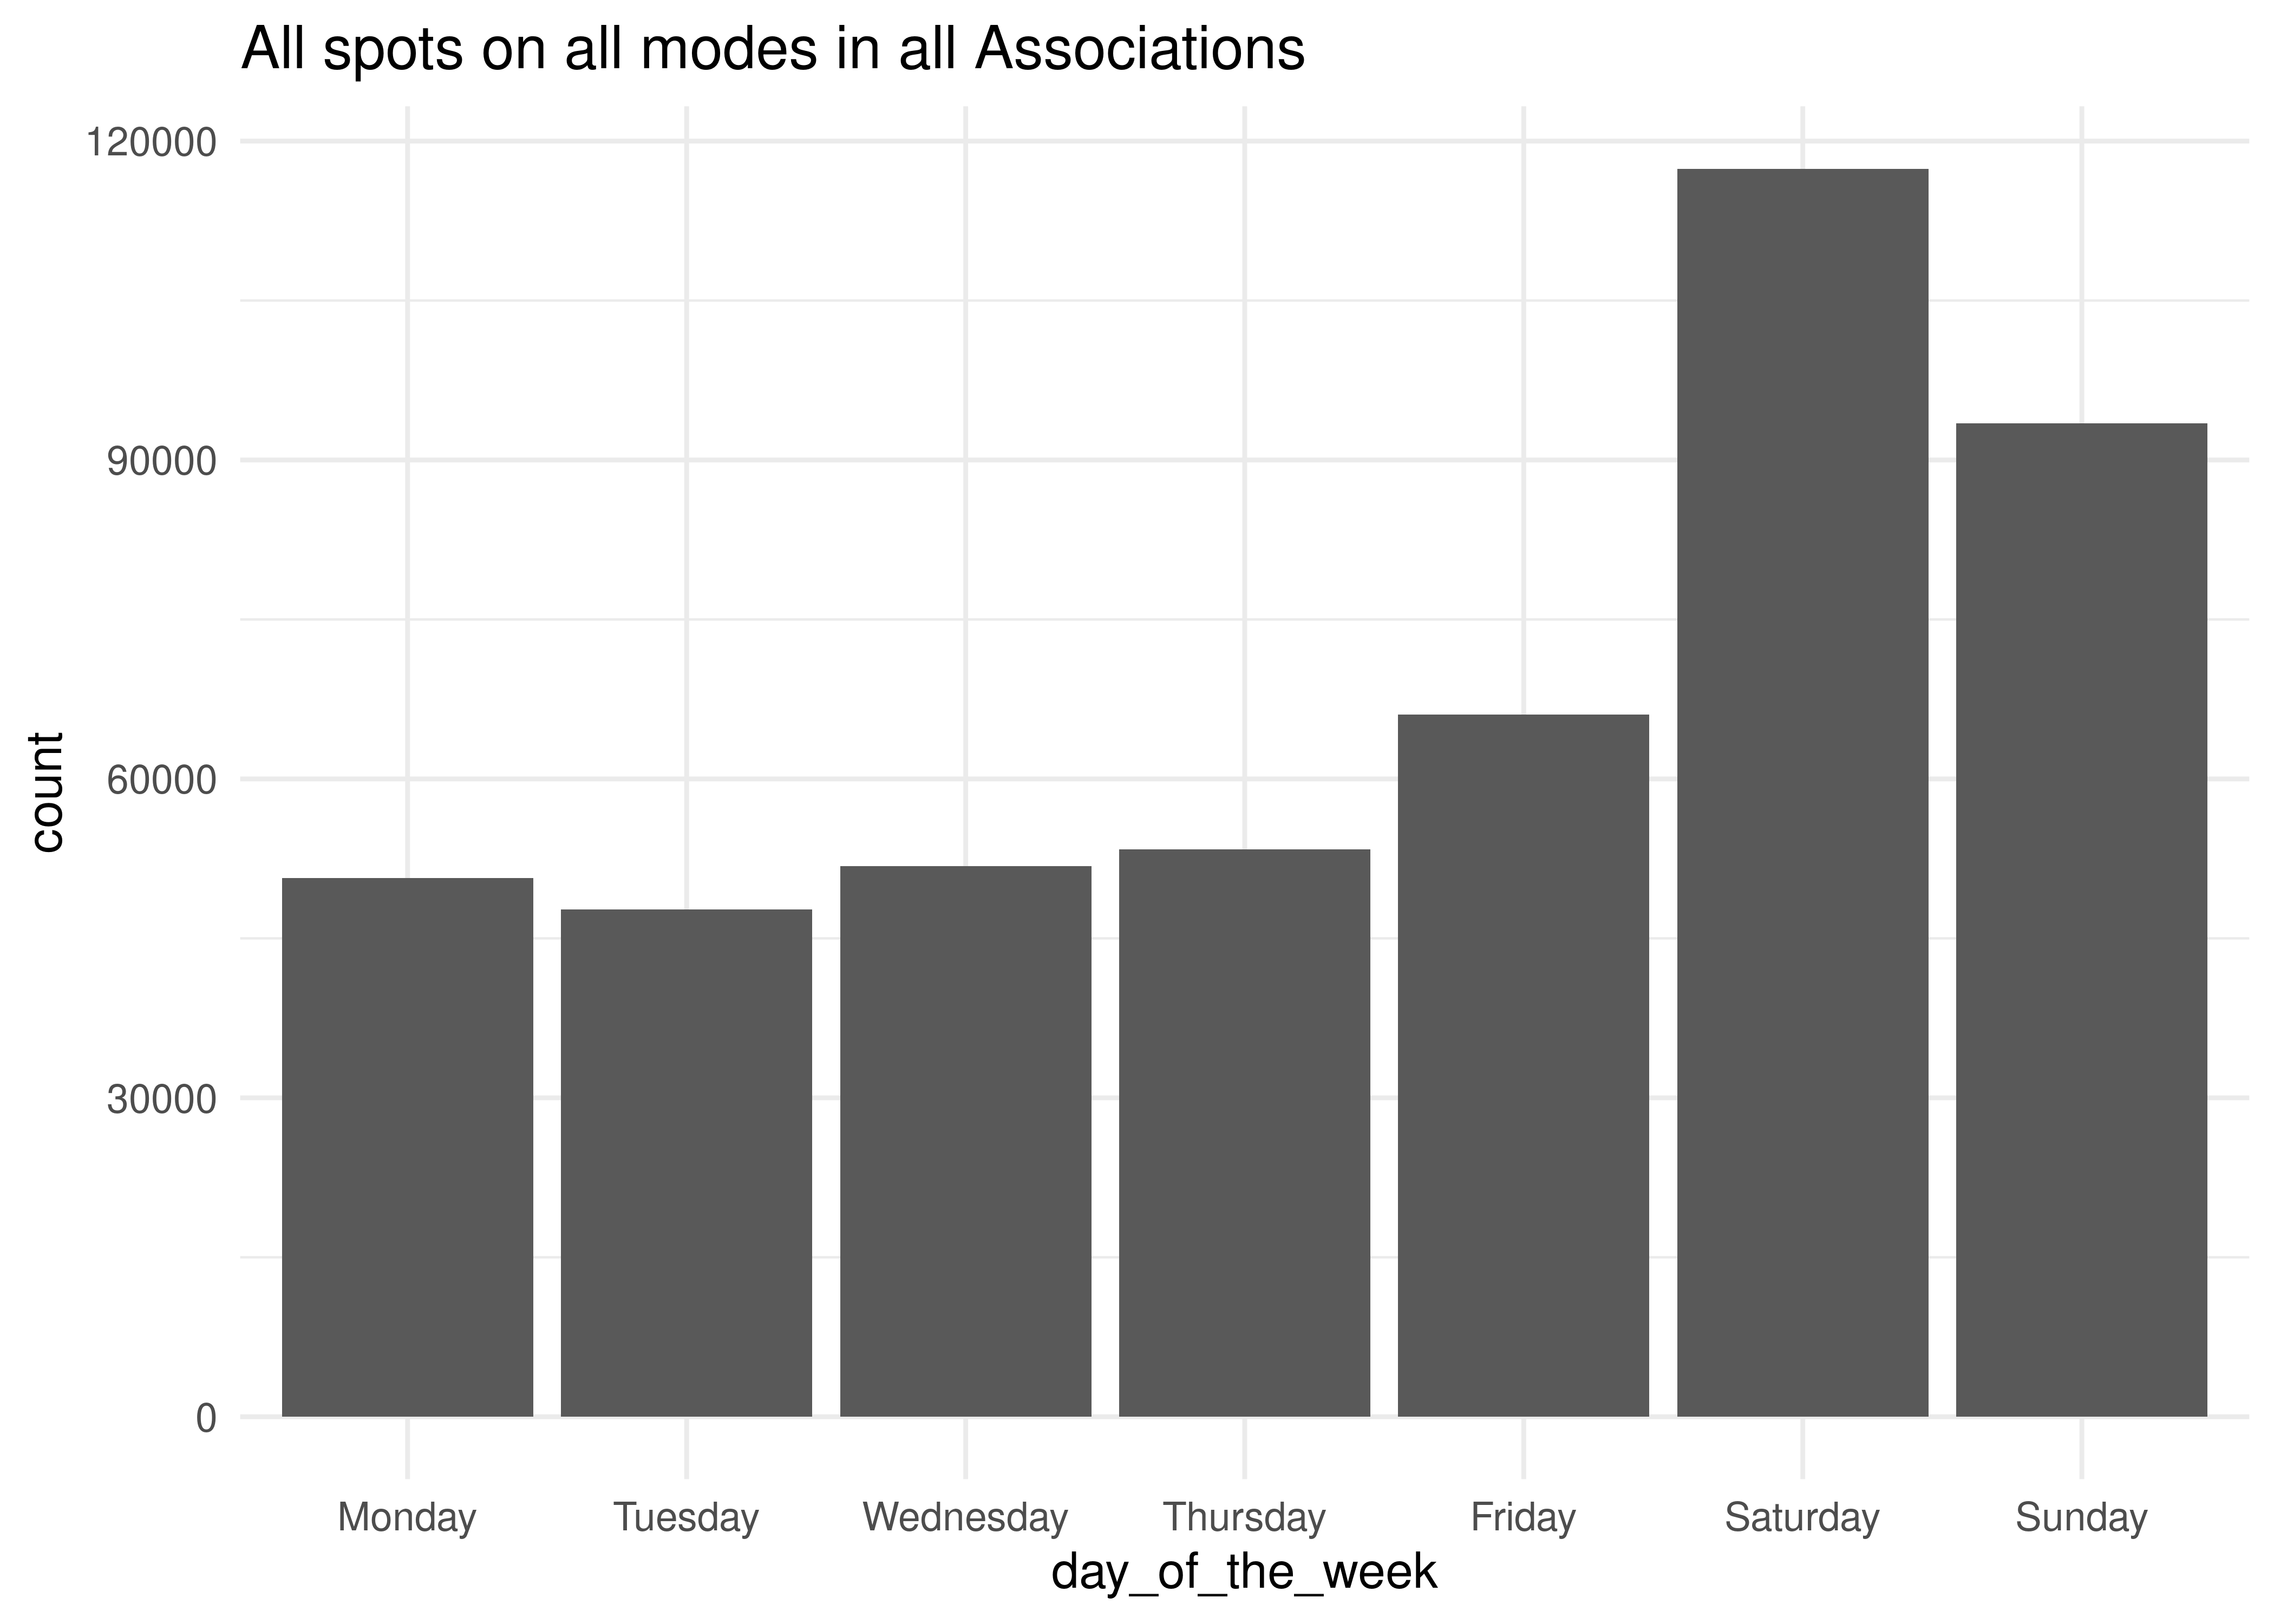 All spots on all modes in all Associations
120000
90000
60000
30000
0
count
Monday Tuesday Wednesday Thursday Friday Saturday Sunday
day_of_the_week